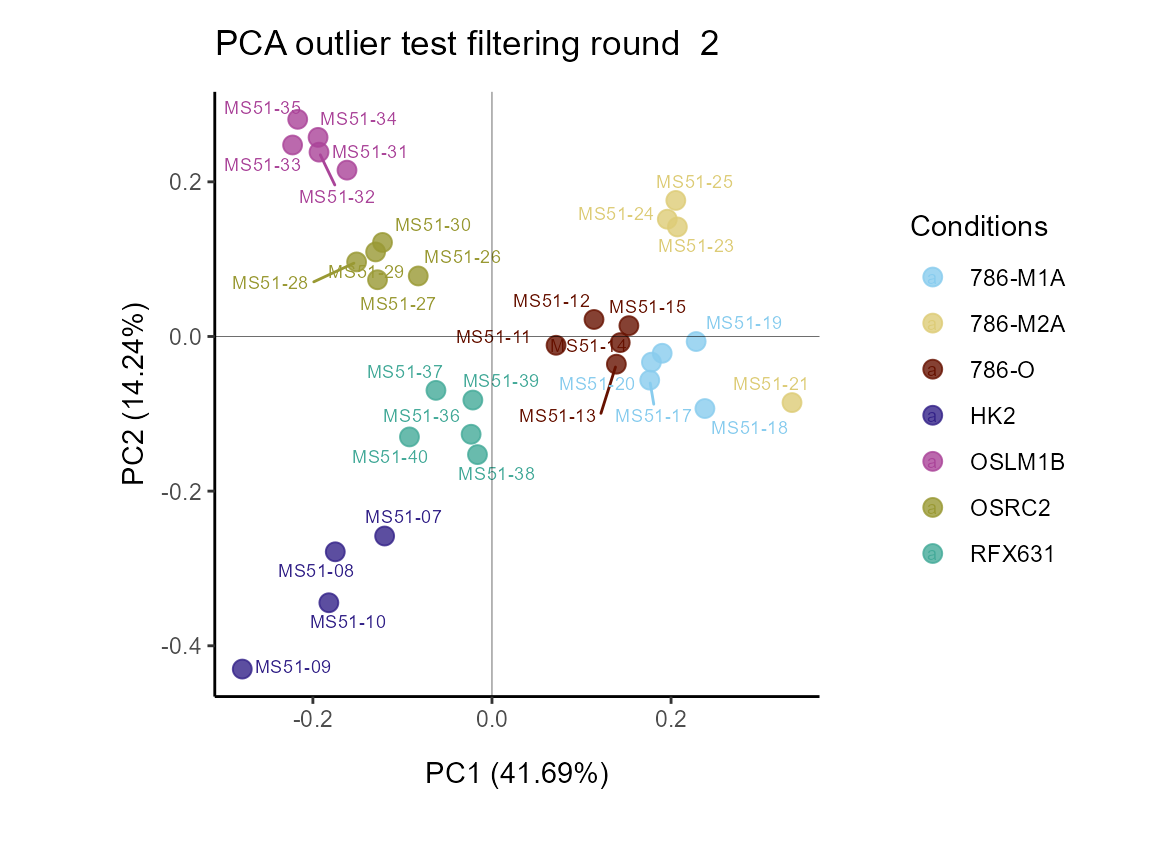 PCA outlier test filtering round  2
MS51-35
MS51-34
MS51-31
MS51-33
MS51-32
MS51-25
MS51-24
MS51-23
MS51-30
MS51-26
MS51-29
MS51-28
MS51-27
MS51-12
MS51-15
MS51-19
MS51-11
MS51-14
MS51-37
MS51-39
MS51-20
MS51-21
MS51-36
MS51-13
MS51-17
MS51-18
MS51-40
MS51-38
MS51-07
MS51-08
MS51-10
MS51-09
0.2
0.0
-0.2
-0.4
PC2 (14.24%)
-0.2
0.0
0.2
PC1 (41.69%)
Conditions
a 786-M1A
a 786-M2A
a 786-O
a HK2
a OSLM1B
a OSRC2
a RFX631